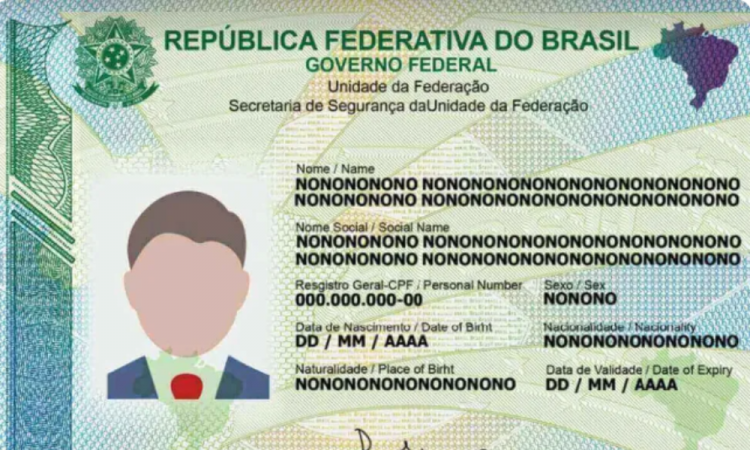 REPÚBLICA FEDERATIVA DO BRASIL
GOVERNO FEDERAL
Unidade da Federação
Secretaria de Segurança daUnidade da Federação
Nome / Name
NONONONONO NONONONONONONONONONONONONO
NONONONONO NONONONONONONONONONONONONO
Nome Social / Social Name
NONONONONO NONONONONONONONONONONONONO
NONONONONO NONONONONONONONONONONONONO
Resgistro Geral-CPF / Personal Number
000.000.000-00
Sexo / Sex
NONONO
Data de Nascimento / Date of Birht
DD / MM / AAAA
Nacionalidade / Nacionality
NONONONONONONONO
Naturalidade / Place of Birht
NONONONONONONONONO
Data de Validade / Date of Expiry
DD / MM / AAAA